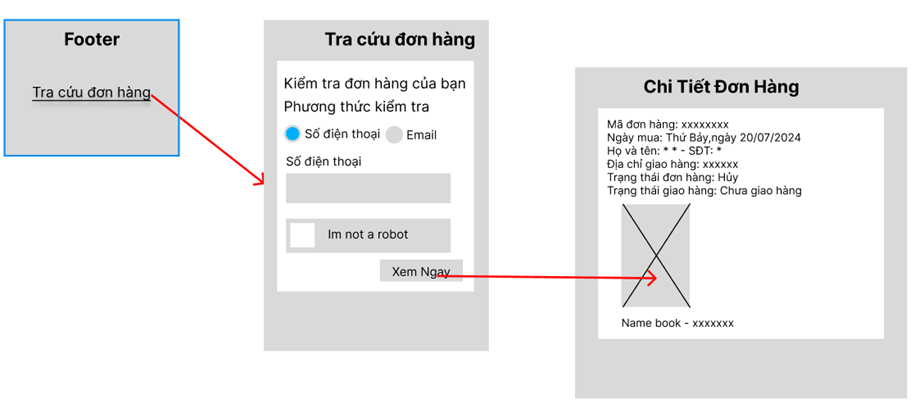 Footer
Tra cứu đơn hàng
Tra cứu đơn hàng
Kiểm tra đơn hàng của bạn
Phương thức kiểm tra
Số điện thoại
Email
Số điện thoại
Im not a robot
Xem Ngay
Chi Tiết Đơn Hàng
Mã đơn hàng: xxxxxxxx
Ngày mua: Thứ Bảy,ngày 20/07/2024
Họ và tên: * * - SĐT: *
Địa chỉ giao hàng: xxxxxx
Trạng thái đơn hàng: Hủy
Trạng thái giao hàng: Chưa giao hàng
Name book - xxxxxxx